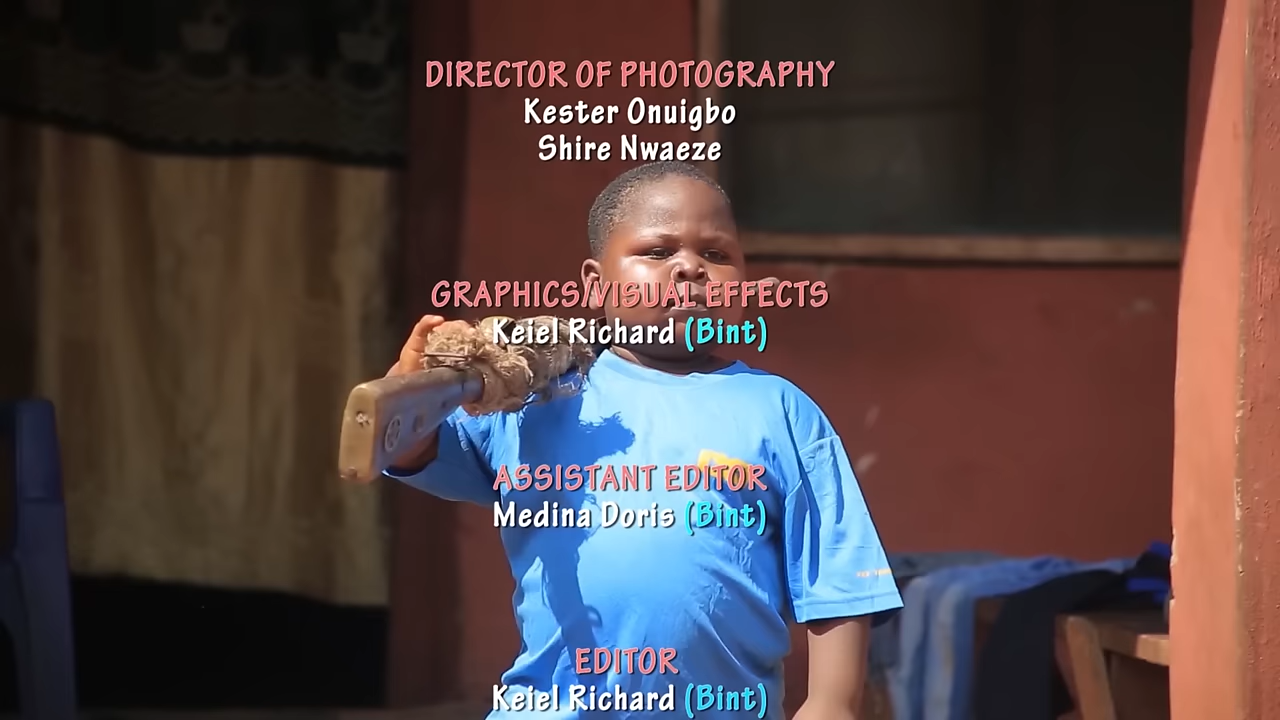 DIRECTOR OF PHOTOGRAPHY
Kester Onuigbo
Shire Nwaeze
GRAPHICS/VISUAL EFFECTS
Keiel Richard (Bint)
ASSISTANT EDITOR
Medina Doris (Bint)
EDITOR
Keiel Richard (Bint)